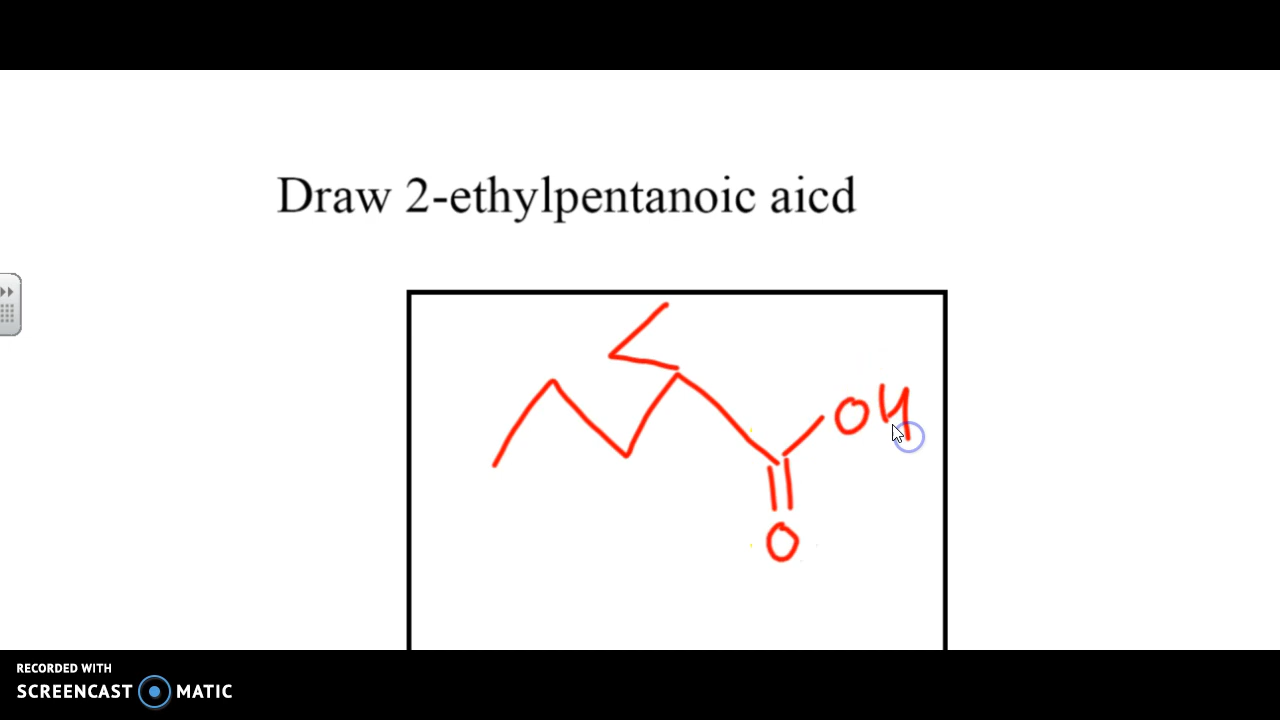 Draw 2-ethylpentanoic aicd
OH
O
RECORDED WITH
SCREENCAST MATIC